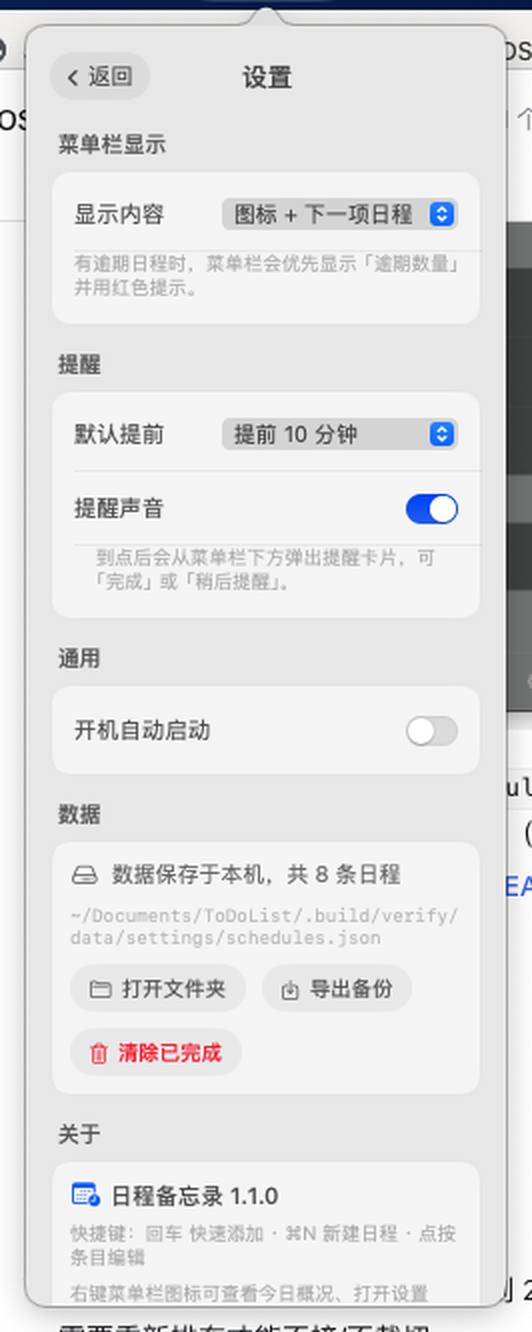 返回
设置
菜单栏显示
显示内容 图标 + 下一项日程
有逾期日程时，菜单栏会优先显示「逾期数量」
并用红色提示。
提醒
默认提前 提前 10 分钟
提醒声音
到点后会从菜单栏下方弹出提醒卡片，可
「完成」或「稍后提醒」。
通用
开机自动启动
数据
数据保存于本机，共 8 条日程
~/Documents/ToDoList/.build/verify/
data/settings/schedules.json
打开文件夹 导出备份
清除已完成
关于
日程备忘录 1.1.0
快捷键：回车 快速添加 · ⌘N 新建日程 · 点按
条目编辑
右键菜单栏图标可查看今日概况、打开设置